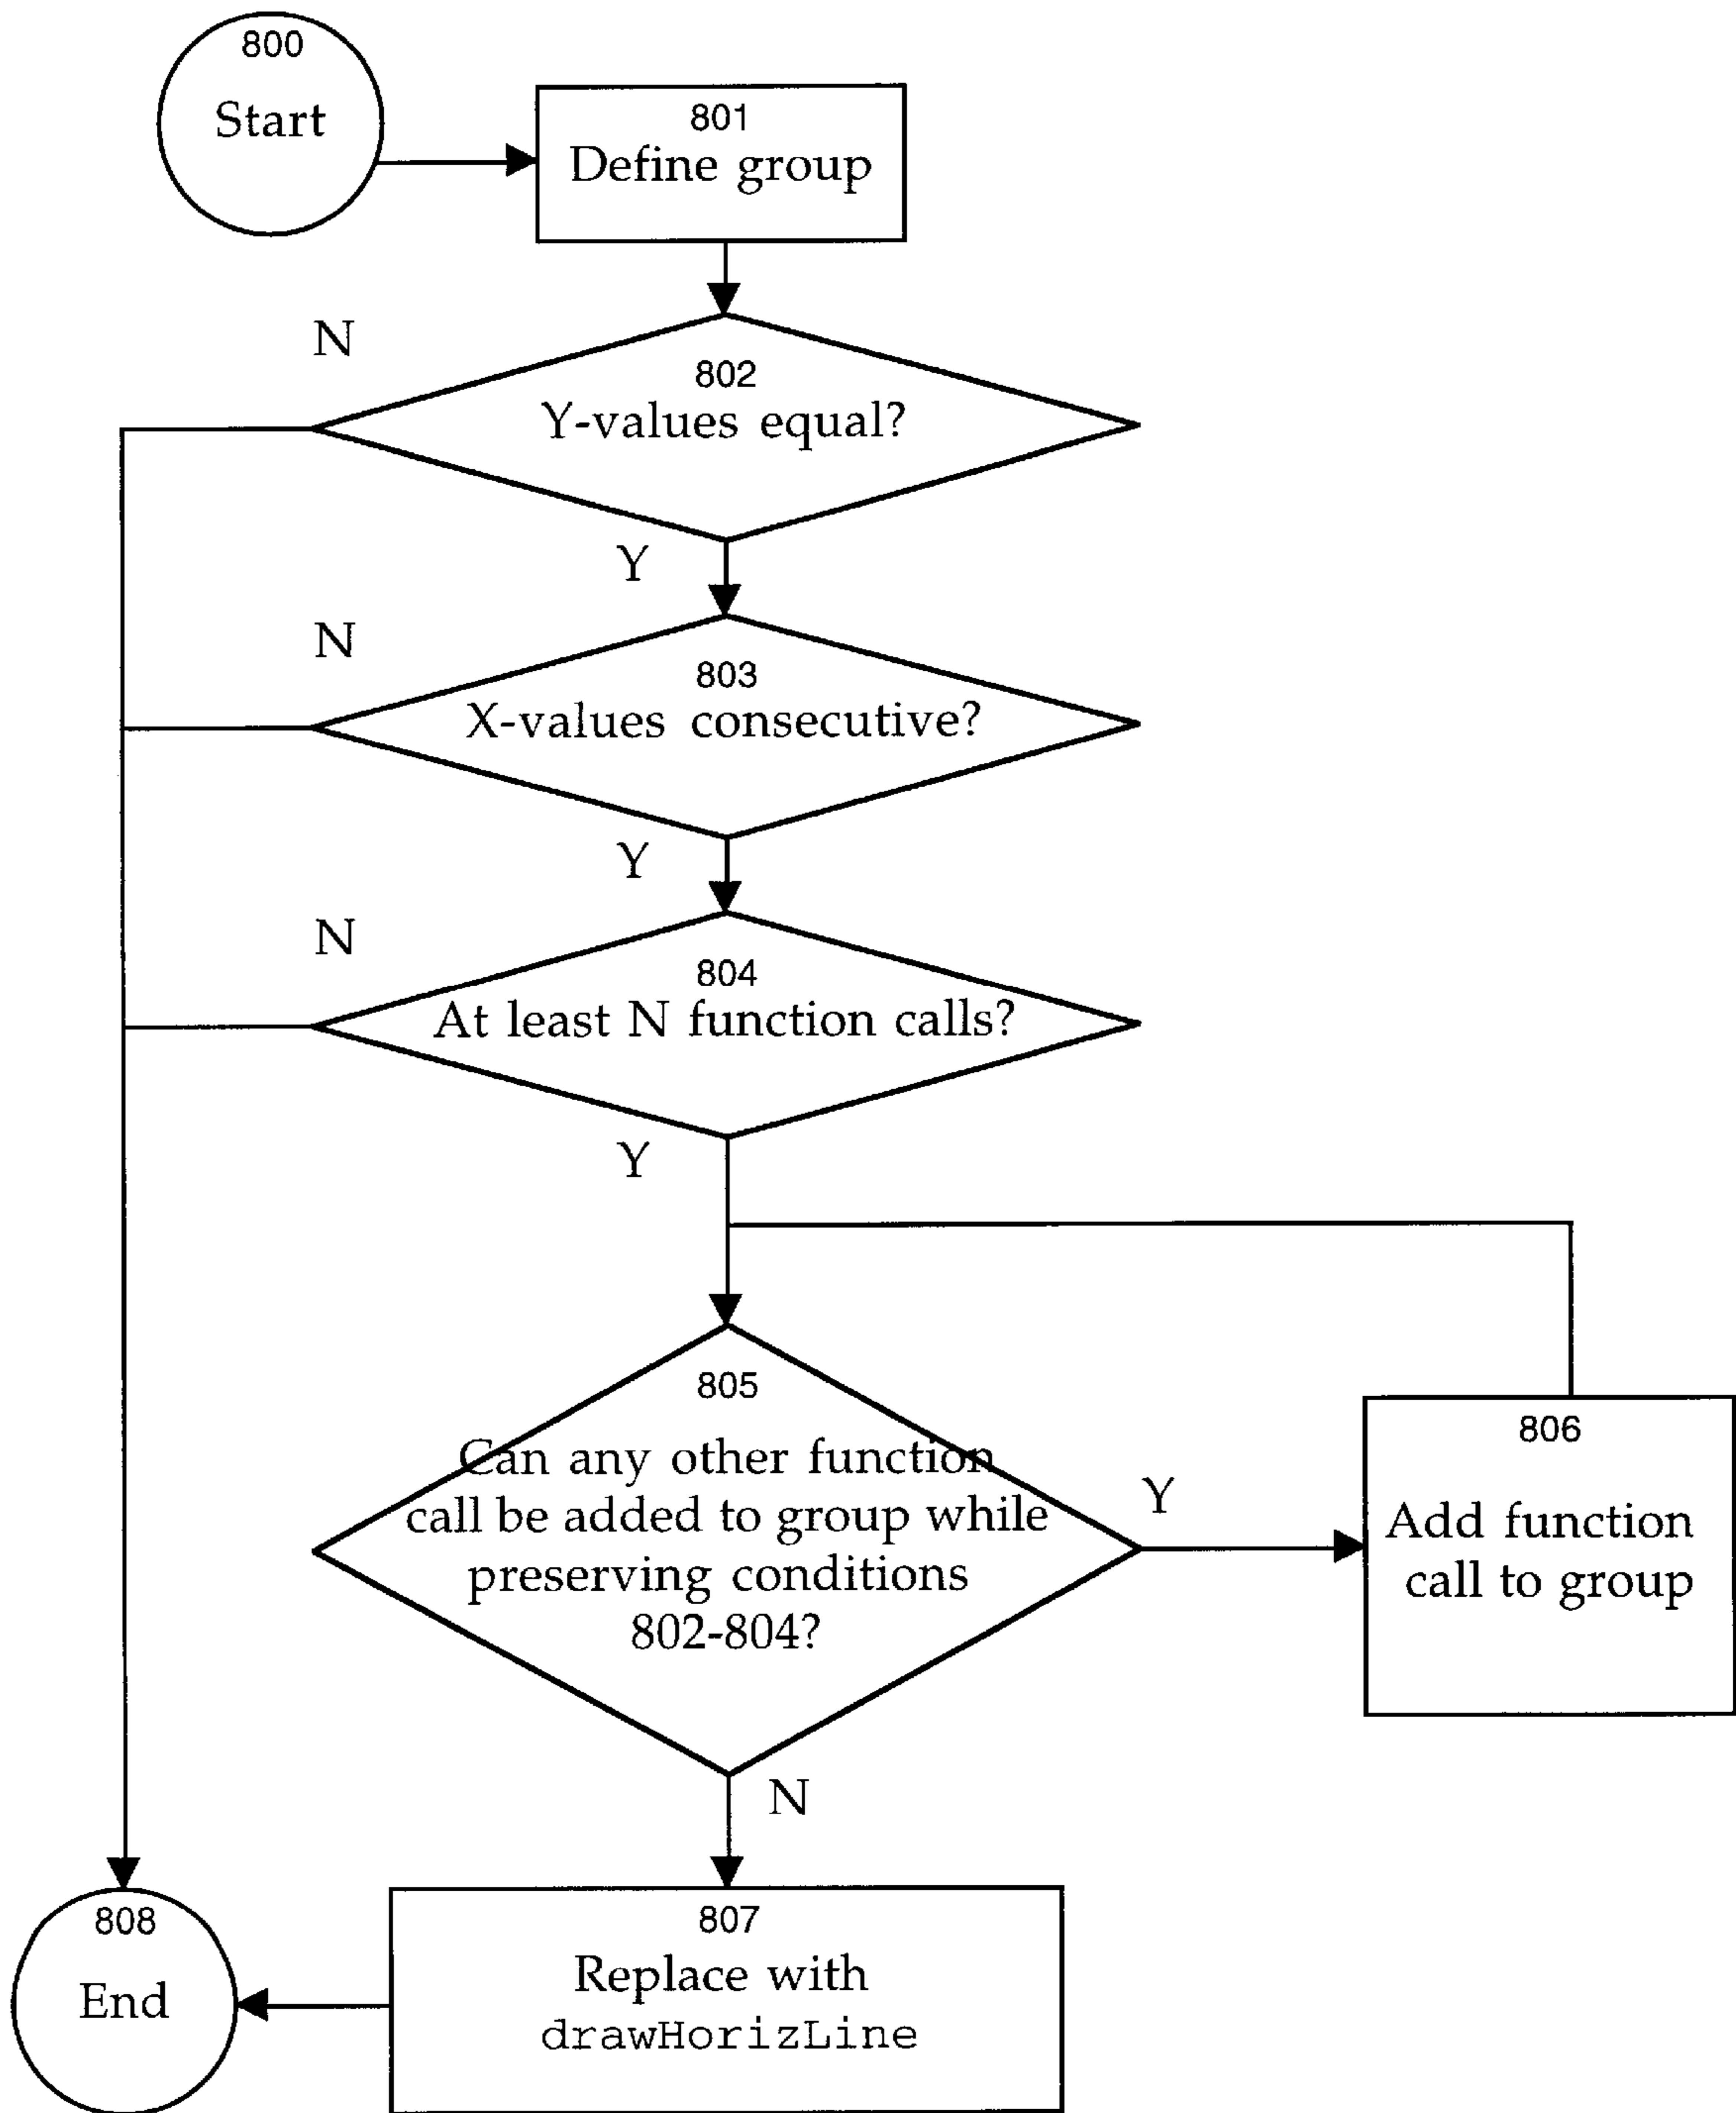 800
Start
801
Define group
N
802
Y-values equal?
Y
N
803
X-values consecutive?
Y
N
804
At least N function calls?
Y
805
Can any other function
call be added to group while
preserving conditions
802-804?
Y
806
Add function
call to group
N
807
Replace with
drawHorizLine
808
End